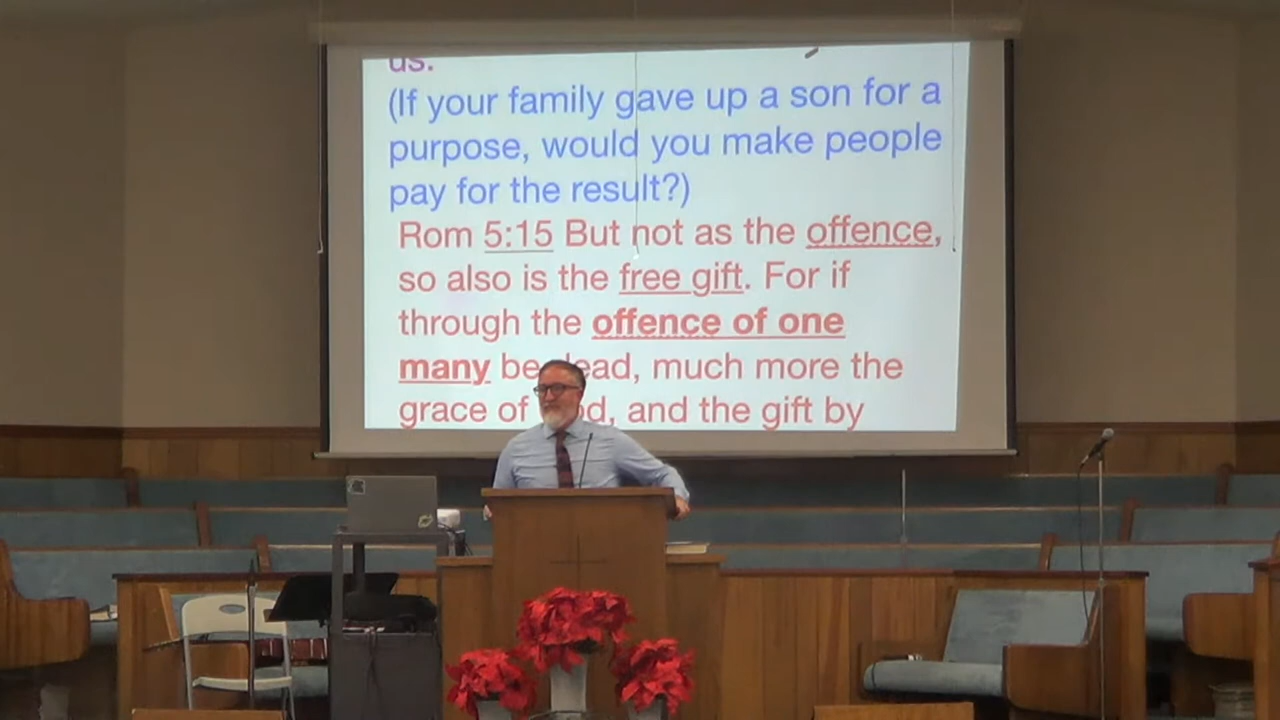 us.
(If your family gave up a son for a
purpose, would you make people
pay for the result?)
Rom 5:15 But not as the offence,
so also is the free gift. For if
through the offence of one
many be dead, much more the
grace of God, and the gift by